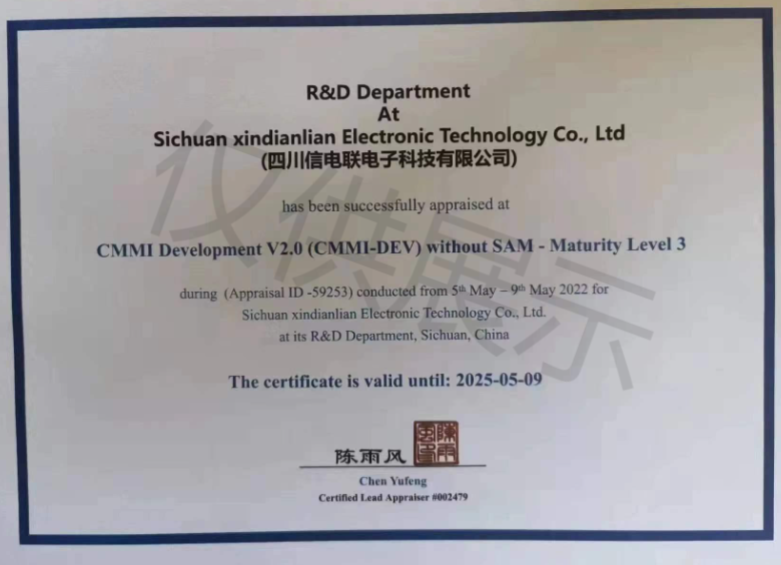 R&D Department
At
Sichuan xindianlian Electronic Technology Co., Ltd
(四川信电联电子科技有限公司)
has been successfully appraised at
CMMI Development V2.0 (CMMI-DEV) without SAM - Maturity Level 3
during (Appraisal ID -59253) conducted from 5th May – 9th May 2022 for
Sichuan xindianlian Electronic Technology Co., Ltd.
at its R&D Department, Sichuan, China
The certificate is valid until: 2025-05-09
陈雨风
Chen Yufeng
Certified Lead Appraiser #002479
仅供展示